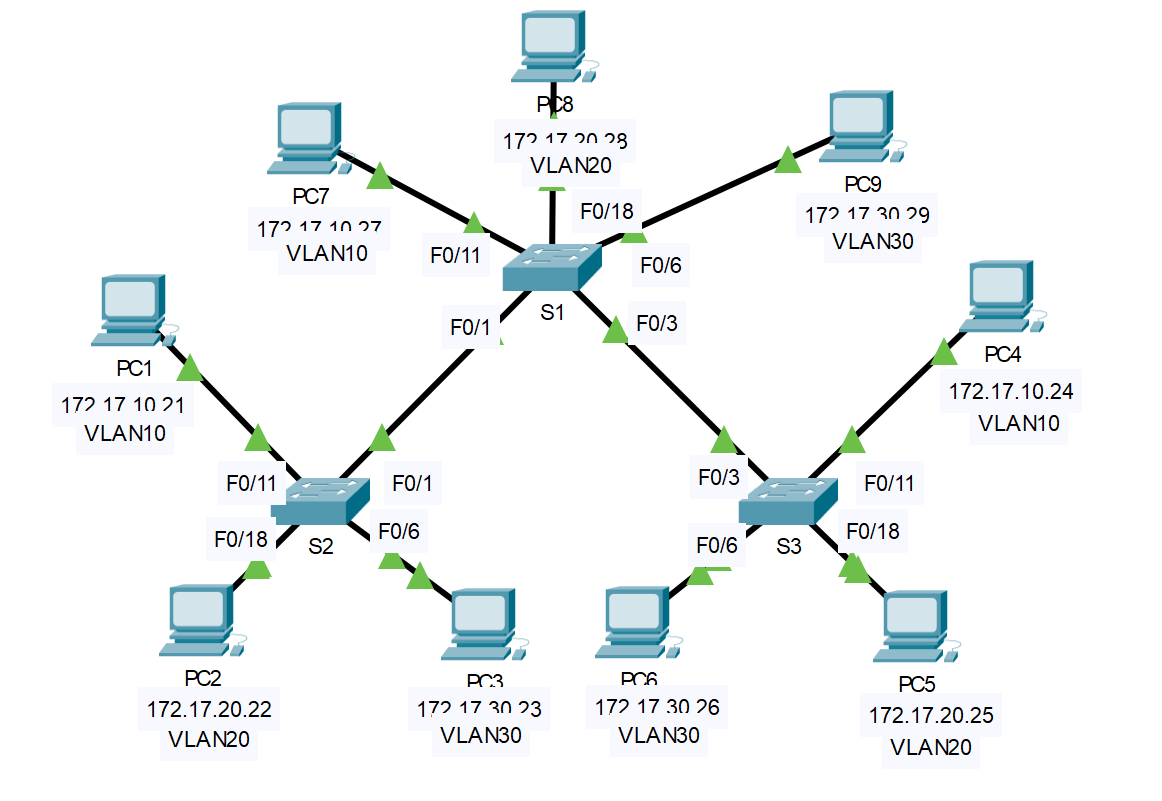 PC8
172.17.20.28
VLAN20
PC7
172.17.10.27
VLAN10
PC9
172.17.30.29
VLAN30
F0/18
F0/11
F0/6
S1
F0/1
F0/3
PC1
172.17.10.21
VLAN10
PC4
172.17.10.24
VLAN10
F0/11
F0/1
F0/18
F0/6
S2
F0/3
F0/11
F0/6
F0/18
S3
PC2
172.17.20.22
VLAN20
PC3
172.17.30.23
VLAN30
PC6
172.17.30.26
VLAN30
PC5
172.17.20.25
VLAN20